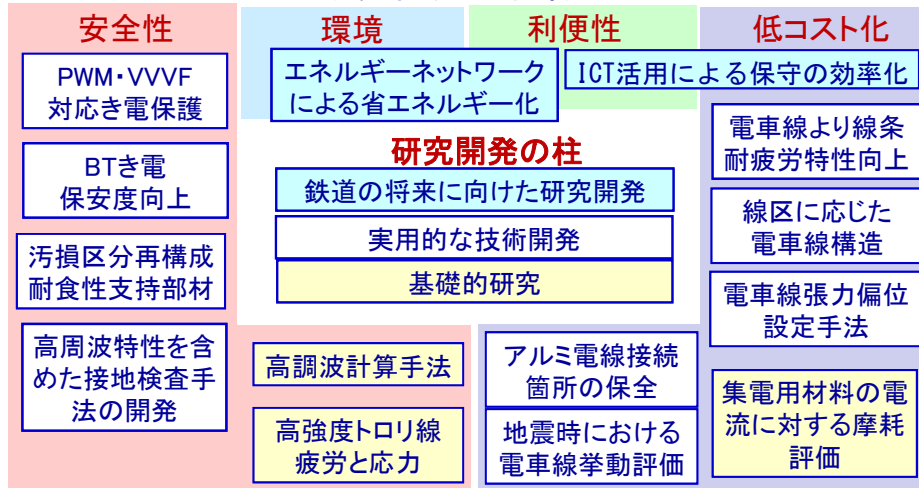 安全性
PWM・VVVF
対応き電保護
BTき電
保安度向上
汚損区分再構成
耐食性支持部材
高周波特性を含
めた接地検査手
法の開発
環境
利便性
低コスト化
エネルギーネットワーク
による省エネルギー化
ICT活用による保守の効率化
研究開発の柱
鉄道の将来に向けた研究開発
実用的な技術開発
基礎的研究
電車線より線条
耐疲労特性向上
線区に応じた
電車線構造
電車線張力偏位
設定手法
高調波計算手法
高強度トロリ線
疲労と応力
アルミ電線接続
箇所の保全
地震時における
電車線挙動評価
集電用材料の電
流に対する摩耗
評価